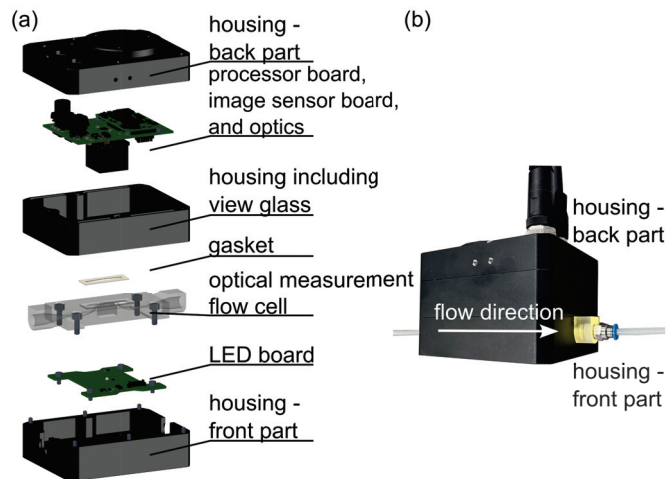 (a)
housing -
back part
processor board,
image sensor board,
and optics
housing including
view glass
gasket
optical measurement
flow cell
LED board
housing -
front part
(b)
housing -
back part
flow direction
housing -
front part